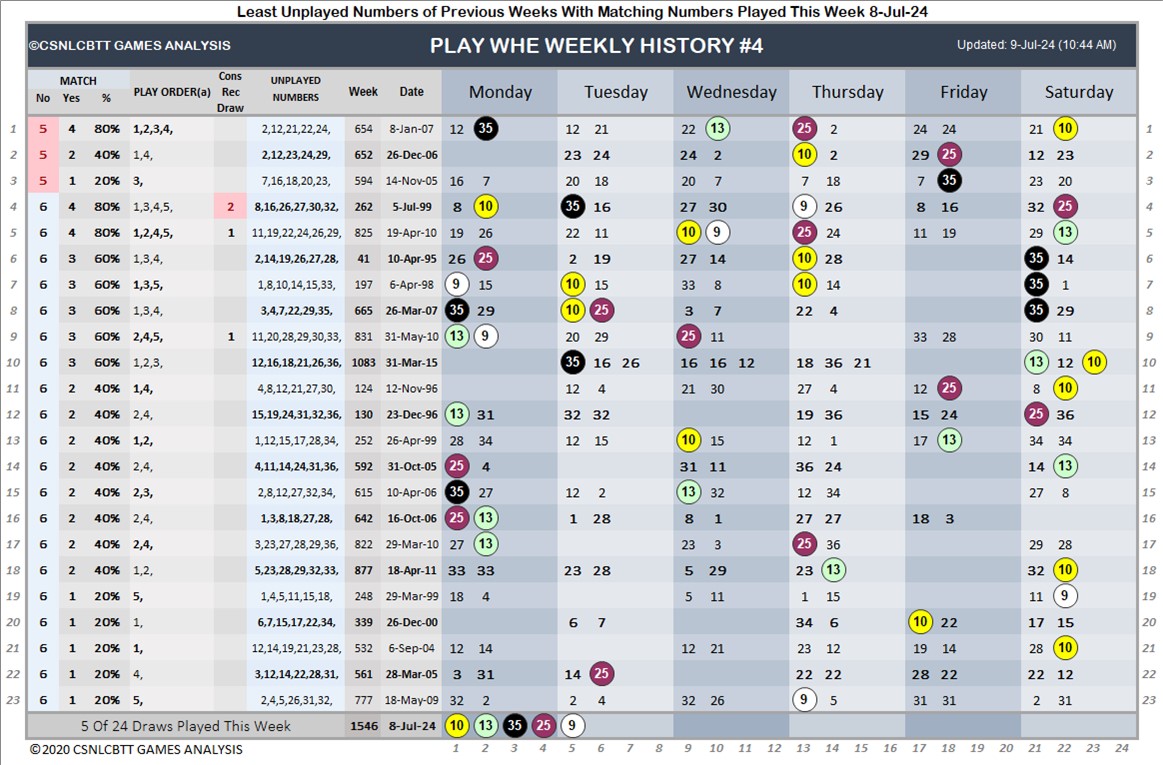 Least Unplayed Numbers of Previous Weeks With Matching Numbers Played This Week 8-Jul-24
©CSNLCBTT GAMES ANALYSIS PLAY WHE WEEKLY HISTORY #4 Updated: 9-Jul-24 (10:44 AM)
MATCH Cons UNPLAYED
No Yes % PLAY ORDER(a) Rec NUMBERS Week Date Monday Tuesday Wednesday Thursday Friday Saturday
Draw
1 5 4 80% 1,2,3,4, 2,12,21,22,24, 654 8-Jan-07 12 35 12 21 22 13 25 2 24 24 21 10 1
2 5 2 40% 1,4, 2,12,23,24,29, 652 26-Dec-06 23 24 24 2 10 2 29 25 12 23 2
3 5 1 20% 3, 7,16,18,20,23, 594 14-Nov-05 16 7 20 18 20 7 7 18 7 35 23 20 3
4 6 4 80% 1,3,4,5, 2 8,16,26,27,30,32, 262 5-Jul-99 8 10 35 16 27 30 9 26 8 16 32 25 4
5 6 4 80% 1,2,4,5, 1 11,19,22,24,26,29, 825 19-Apr-10 19 26 22 11 10 9 25 24 11 19 29 13 5
6 6 3 60% 1,3,4, 2,14,19,26,27,28, 41 10-Apr-95 26 25 2 19 27 14 10 28 35 14 6
7 6 3 60% 1,3,5, 1,8,10,14,15,33, 197 6-Apr-98 9 15 10 15 33 8 10 14 35 1 7
8 6 3 60% 1,3,4, 3,4,7,22,29,35, 665 26-Mar-07 35 29 10 25 3 7 22 4 35 29 8
9 6 3 60% 2,4,5, 1 11,20,28,29,30,33, 831 31-May-10 13 9 20 29 25 11 33 28 30 11 9
10 6 3 60% 1,2,3, 12,16,18,21,26,36, 1083 31-Mar-15 35 16 26 16 16 12 18 36 21 13 12 10 10
11 6 2 40% 1,4, 4,8,12,21,27,30, 124 12-Nov-96 12 4 21 30 27 4 12 25 8 10 11
12 6 2 40% 2,4, 15,19,24,31,32,36, 130 23-Dec-96 13 31 32 32 19 36 15 24 25 36 12
13 6 2 40% 1,2, 1,12,15,17,28,34, 252 26-Apr-99 28 34 12 15 10 15 12 1 17 13 34 34 13
14 6 2 40% 2,4, 4,11,14,24,31,36, 592 31-Oct-05 25 4 31 11 36 24 14 13 14
15 6 2 40% 2,3, 2,8,12,27,32,34, 615 10-Apr-06 35 27 12 2 13 32 12 34 27 8 15
16 6 2 40% 2,4, 1,3,8,18,27,28, 642 16-Oct-06 25 13 1 28 8 1 27 27 18 3 16
17 6 2 40% 2,4, 3,23,27,28,29,36, 822 29-Mar-10 27 13 23 3 25 36 29 28 17
18 6 2 40% 1,2, 5,23,28,29,32,33, 877 18-Apr-11 33 33 23 28 5 29 23 13 32 10 18
19 6 1 20% 5, 1,4,5,11,15,18, 248 29-Mar-99 18 4 5 11 1 15 11 9 19
20 6 1 20% 1, 6,7,15,17,22,34, 339 26-Dec-00 6 7 34 6 10 22 17 15 20
21 6 1 20% 1, 12,14,19,21,23,28, 532 6-Sep-04 12 14 12 21 23 12 19 14 28 10 21
22 6 1 20% 4, 3,12,14,22,28,31, 561 28-Mar-05 3 31 14 25 22 22 28 22 22 12 22
23 6 1 20% 5, 2,4,5,26,31,32, 777 18-May-09 32 2 2 4 32 26 9 5 31 31 2 31 23
5 Of 24 Draws Played This Week 1546 8-Jul-24 10 13 35 25 9
©2020 CSNLCBTT GAMES ANALYSIS 1 2 3 4 5 6 7 8 9 10 11 12 13 14 15 16 17 18 19 20 21 22 23 24